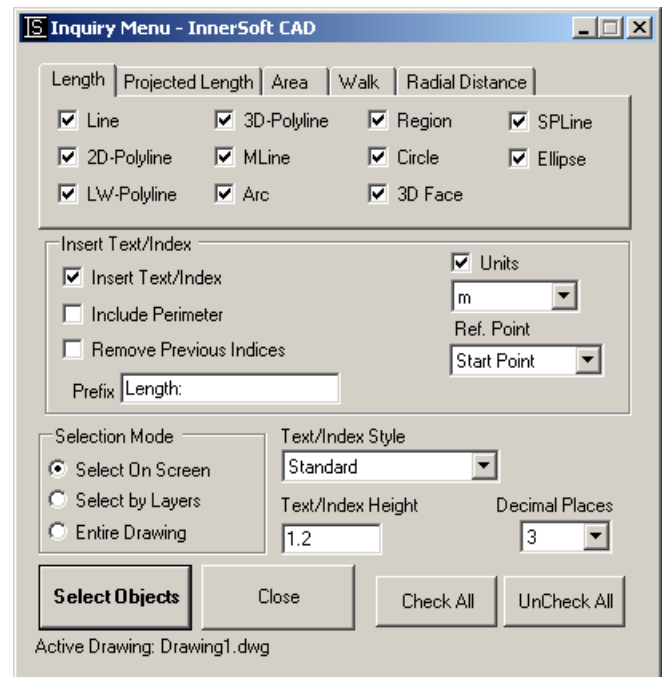 IS Inquiry Menu - InnerSoft CAD
Length Projected Length Area Walk Radial Distance
Line 3D-Polyline Region SPLine
2D-Polyline MLine Circle Ellipse
LW-Polyline Arc 3D Face
Insert Text/Index
Insert Text/Index
Units
m
Include Perimeter
Ref. Point
Remove Previous Indices
Start Point
Prefix Length:
Selection Mode
Select On Screen
Select by Layers
Entire Drawing
Text/Index Style
Standard
Text/Index Height
1.2
Decimal Places
3
Select Objects Close Check All UnCheck All
Active Drawing: Drawing1.dwg